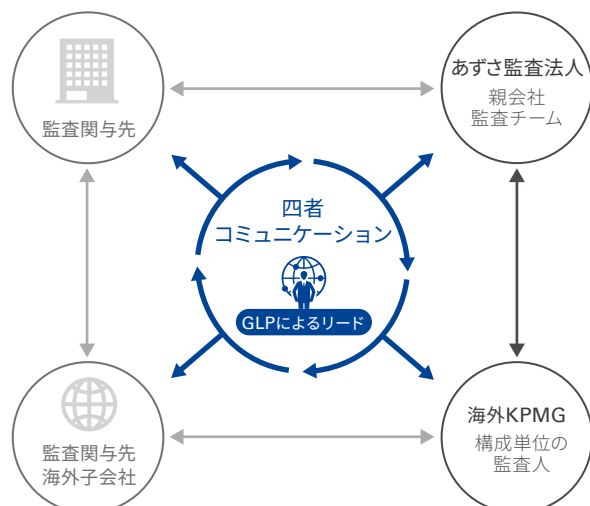 監査関与先
あずさ監査法人
親会社
監査チーム
四者
コミュニケーション
GLPによるリード
監査関与先
海外子会社
海外KPMG
構成単位の
監査人